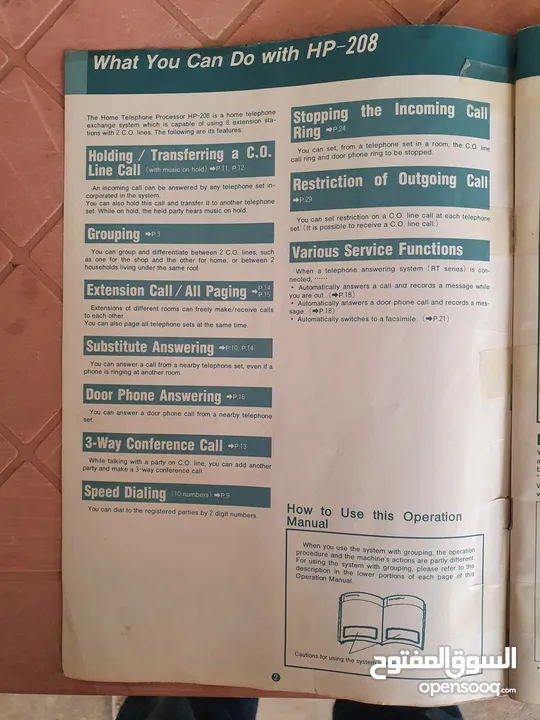 What You Can Do with HP-208
The Home Telephone Processor HP-208 is a home telephone
exchange system which is capable of using 8 extension sta-
tions with 2 C.O. lines. The following are its features:
Holding / Transferring a C.O.
Line Call (with music on hold) ➡P.11, P.12
An incoming call can be answered by any telephone set in-
corporated in the system.
You can also hold this call and transfer it to another telephone
set. While on hold, the held party hears music on hold.
Grouping ➡P.3
You can group and differentiate between 2 C.O. lines, such
as one for the shop and the other for home, or between 2
households living under the same roof.
Extension Call / All Paging ➡P.14
➡P.15
Extensions of different rooms can freely make/receive calls
to each other.
You can also page all telephone sets at the same time.
Substitute Answering ➡P.10, P.14
You can answer a call from a nearby telephone set, even if a
phone is ringing at another room.
Door Phone Answering ➡P.16
You can answer a door phone call from a nearby telephone
set.
3-Way Conference Call ➡P.13
While talking with a party on C.O. line, you can add another
party and make a 3-way conference call.
Speed Dialing (10 numbers) ➡P.9
You can dial to the registered parties by 2 digit numbers.
Stopping the Incoming Call
Ring ➡P.24
You can set, from a telephone set in a room, the C.O. line
call ring and door phone ring to be stopped.
Restriction of Outgoing Call
➡P.29
You can set restriction on a C.O. line call at each telephone
set. (It is possible to receive a C.O. line call.)
Various Service Functions
When a telephone answering system (RT series) is con-
nected, ......
• Automatically answers a call and records a message while
you are out. (➡P.18)
• Automatically answers a door phone call and records a mes-
sage. (➡P.18)
• Automatically switches to a facsimile. (➡P.21)
How to Use this Operation
Manual
When you use the system with grouping, the operation
procedure and the machine's actions are partly different.
For using the system with grouping, please refer to the
description in the lower portions of each page of this
Operation Manual.
Cautions for using the system
2
السوق المفتوح
opensooq.com